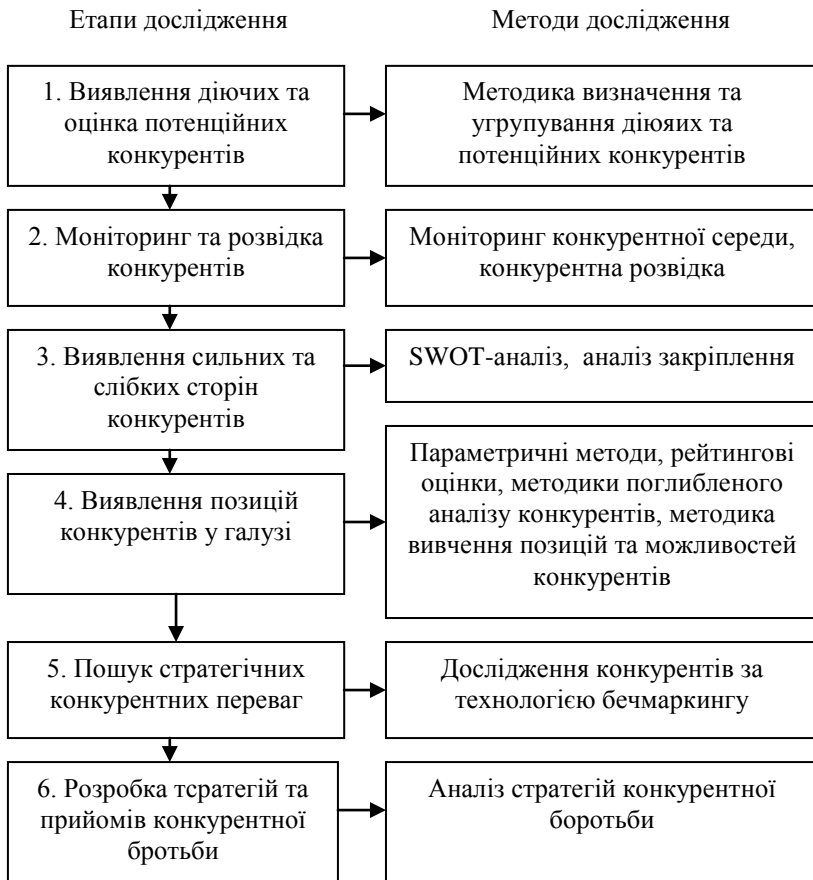 Етапи дослідження
Методи дослідження
1. Виявлення діючих та
оцінка потенційних
конкурентів
Методика визначення та
угрупування діюяих та
потенційних конкурентів
2. Моніторинг та розвідка
конкурентів
Моніторинг конкурентної середи,
конкурентна розвідка
3. Виявлення сильних та
слібких сторін
конкурентів
SWOT-аналіз, аналіз закріплення
4. Виявлення позицій
конкурентів у галузі
Параметричні методи, рейтингові
оцінки, методики поглибленого
аналізу конкурентів, методика
вивчення позицій та можливостей
конкурентів
5. Пошук стратегічних
конкурентних переваг
Дослідження конкурентів за
технологією бечмаркингу
6. Розробка тсратегій та
прийомів конкурентної
бротьби
Аналіз стратегій конкурентної
боротьби